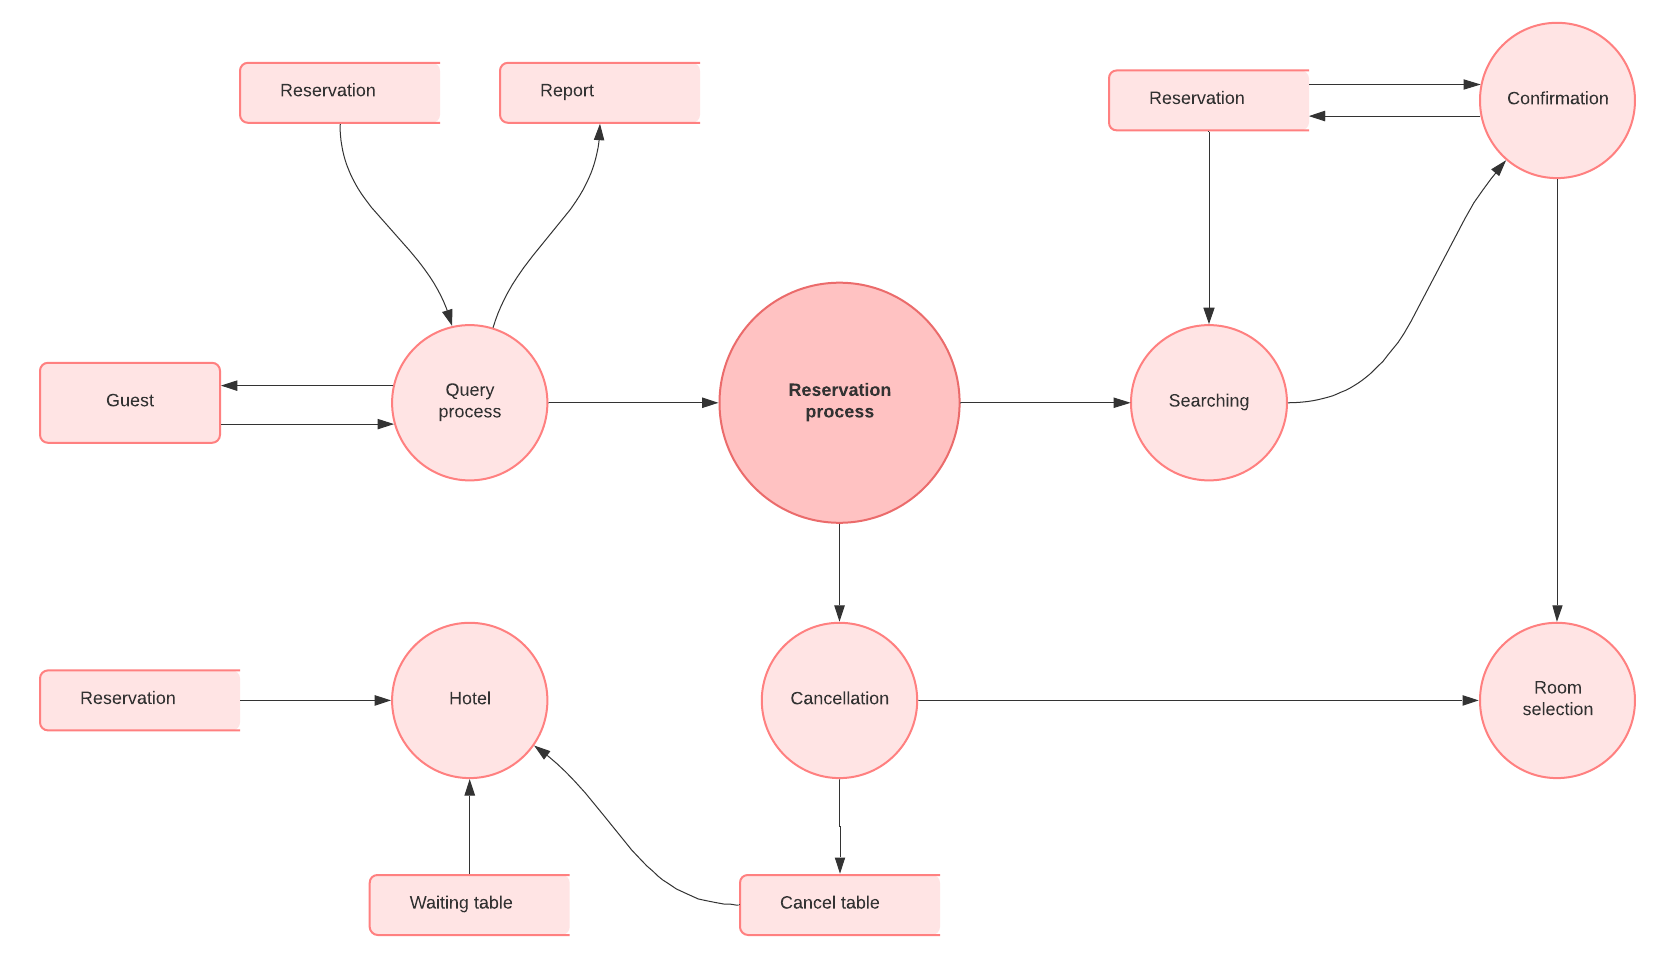 Reservation
Report
Reservation
Confirmation
Guest
Query
process
Reservation
process
Searching
Reservation
Hotel
Cancellation
Room
selection
Waiting table
Cancel table